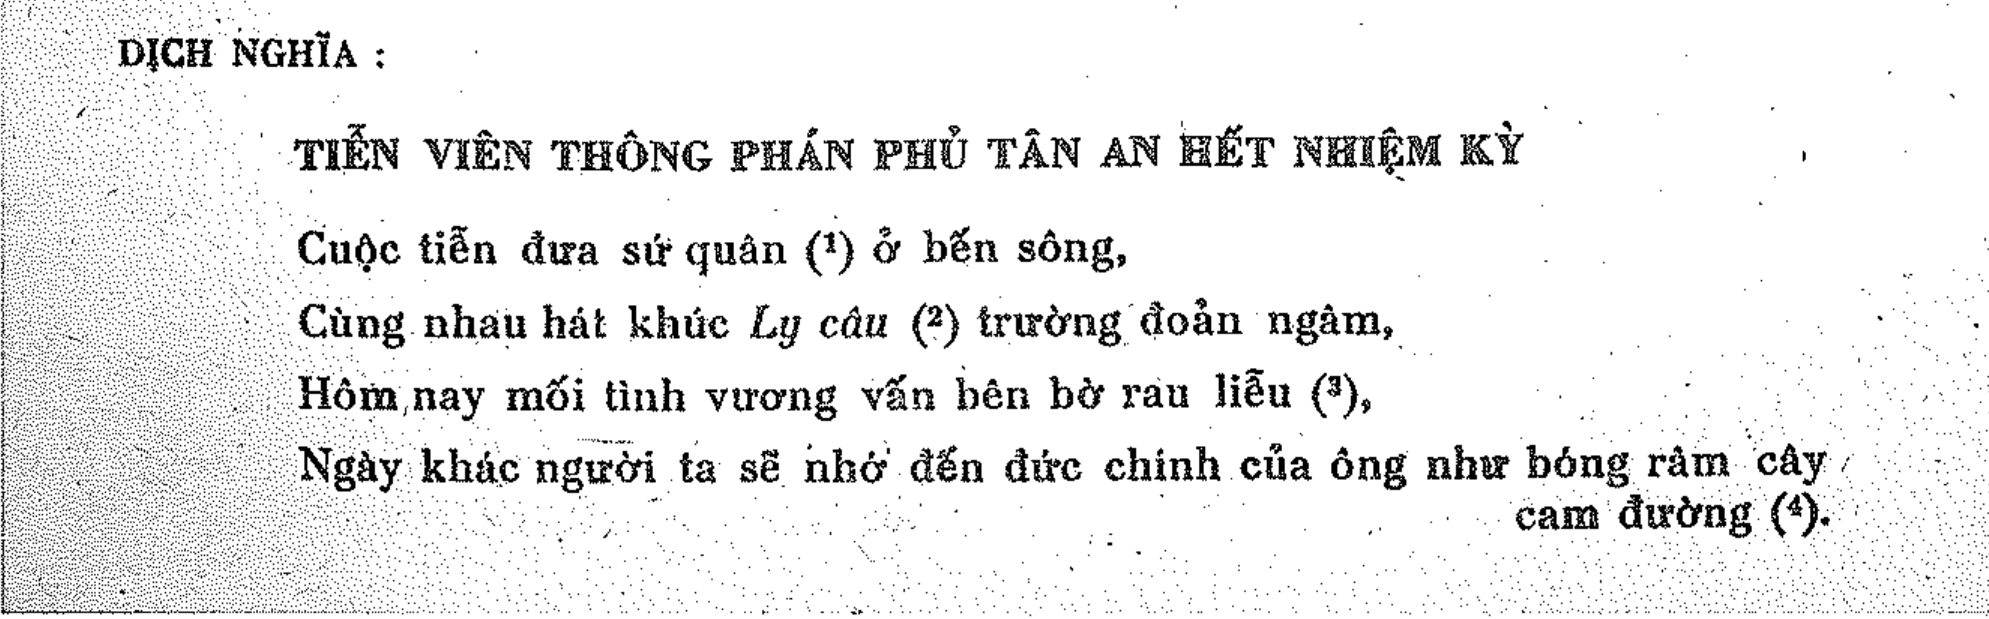 DỊCH NGHĨA :
TIỄN VIÊN THÔNG PHÁN PHỦ TÂN AN HẾT NHIỆM KỲ
Cuộc tiễn đưa sứ quân (¹) ở bến sông,
Cùng nhau hát khúc Ly câu (²) trường đoản ngâm,
Hôm nay mối tình vương vấn bên bờ rau liễu (³),
Ngày khác người ta sẽ nhớ đến đức chính của ông như bóng râm cây
cam đường (⁴).